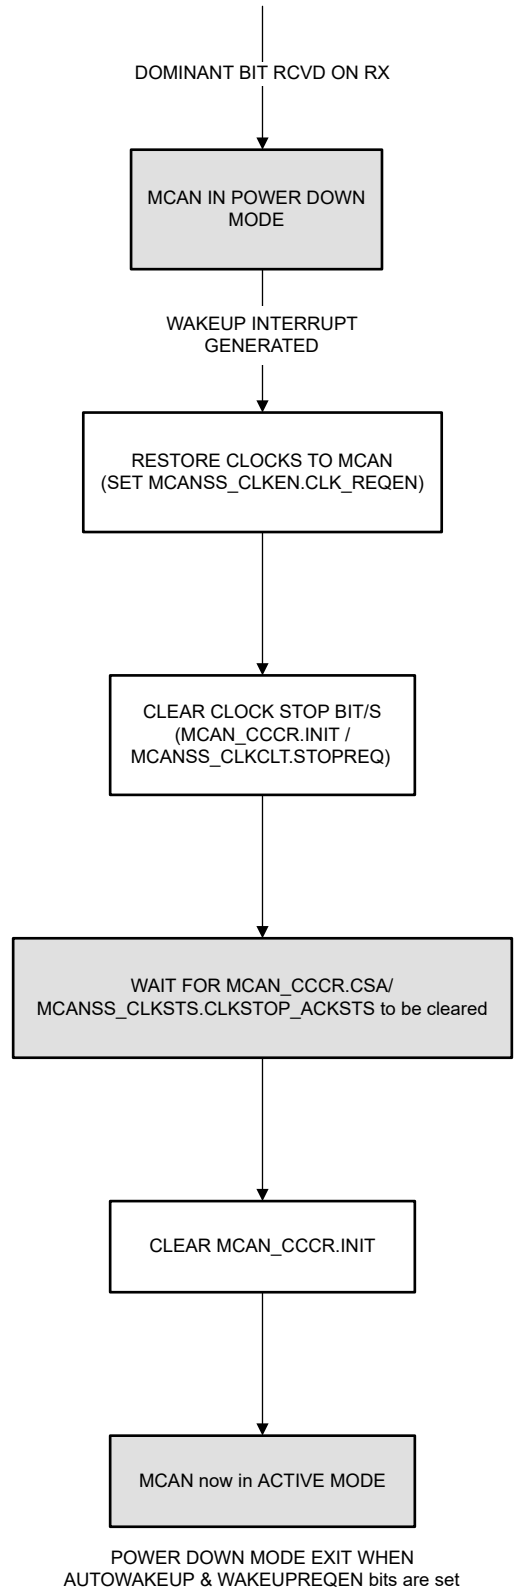 DOMINANT BIT RCVD ON RX
MCAN IN POWER DOWN
MODE
WAKEUP INTERRUPT
GENERATED
RESTORE CLOCKS TO MCAN
(SET MCANSS_CLKEN.CLK_REQEN)
CLEAR CLOCK STOP BIT/S
(MCAN_CCCR.INIT /
MCANSS_CLKCLT.STOPREQ)
WAIT FOR MCAN_CCCR.CSA/
MCANSS_CLKSTS.CLKSTOP_ACKSTS to be cleared
CLEAR MCAN_CCCR.INIT
MCAN now in ACTIVE MODE
POWER DOWN MODE EXIT WHEN
AUTOWAKEUP & WAKEUPREQEN bits are set